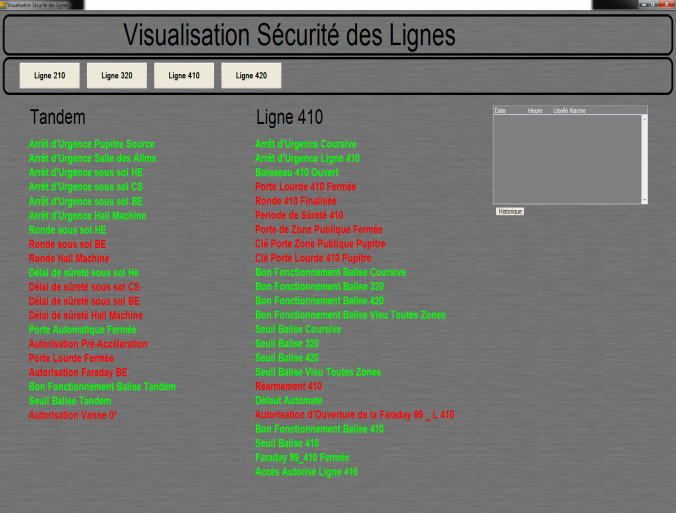 Visualisation Sécurité des Lignes
Visualisation Sécurité des Lignes
Ligne 210
Ligne 320
Ligne 410
Ligne 420
Tandem
Arrêt d'Urgence Pupitre Source
Arrêt d'Urgence Salle des Alims
Arrêt d'Urgence sous sol HE
Arrêt d'Urgence sous sol CS
Arrêt d'Urgence sous sol BE
Arrêt d'Urgence Hall Machine
Ronde sous sol HE
Ronde sous sol BE
Ronde Hall Machine
Délai de sûreté sous sol He
Délai de sûreté sous sol CS
Délai de sûreté sous sol BE
Délai de sûreté Hall Machine
Porte Automatique Fermée
Autorisation Pré-Accéleration
Porte Lourde Fermée
Autorisation Faraday BE
Bon Fonctionnement Balise Tandem
Seuil Balise Tandem
Autorisation Vanne 0°
Ligne 410
Arrêt d'Urgence Coursive
Arrêt d'Urgence Ligne 410
Boisseau 410 Ouvert
Porte Lourde 410 Fermée
Ronde 410 Finalisée
Periode de Sûreté 410
Porte de Zone Publique Fermée
Clé Porte Zone Publique Pupitre
Clé Porte Lourde 410 Pupitre
Bon Fonctionnement Balise Coursive
Bon Fonctionnement Balise 320
Bon Fonctionnement Balise 420
Bon Fonctionnement Balise Visu Toutes Zones
Seuil Balise Coursive
Seuil Balise 320
Seuil Balise 420
Seuil Balise Visu Toutes Zones
Réarmement 410
Défaut Automate
Autorisation d'Ouverture de la Faraday 99 _ L 410
Bon Fonctionnement Balise 410
Seuil Balise 410
Faraday 99_410 Fermée
Accès Autorisé Ligne 410
Date Heure Libellé Alarme
Historique